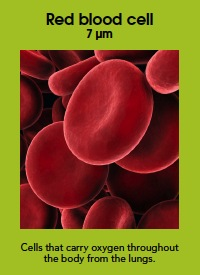 Red blood cell
7 µm
Cells that carry oxygen throughout
the body from the lungs.